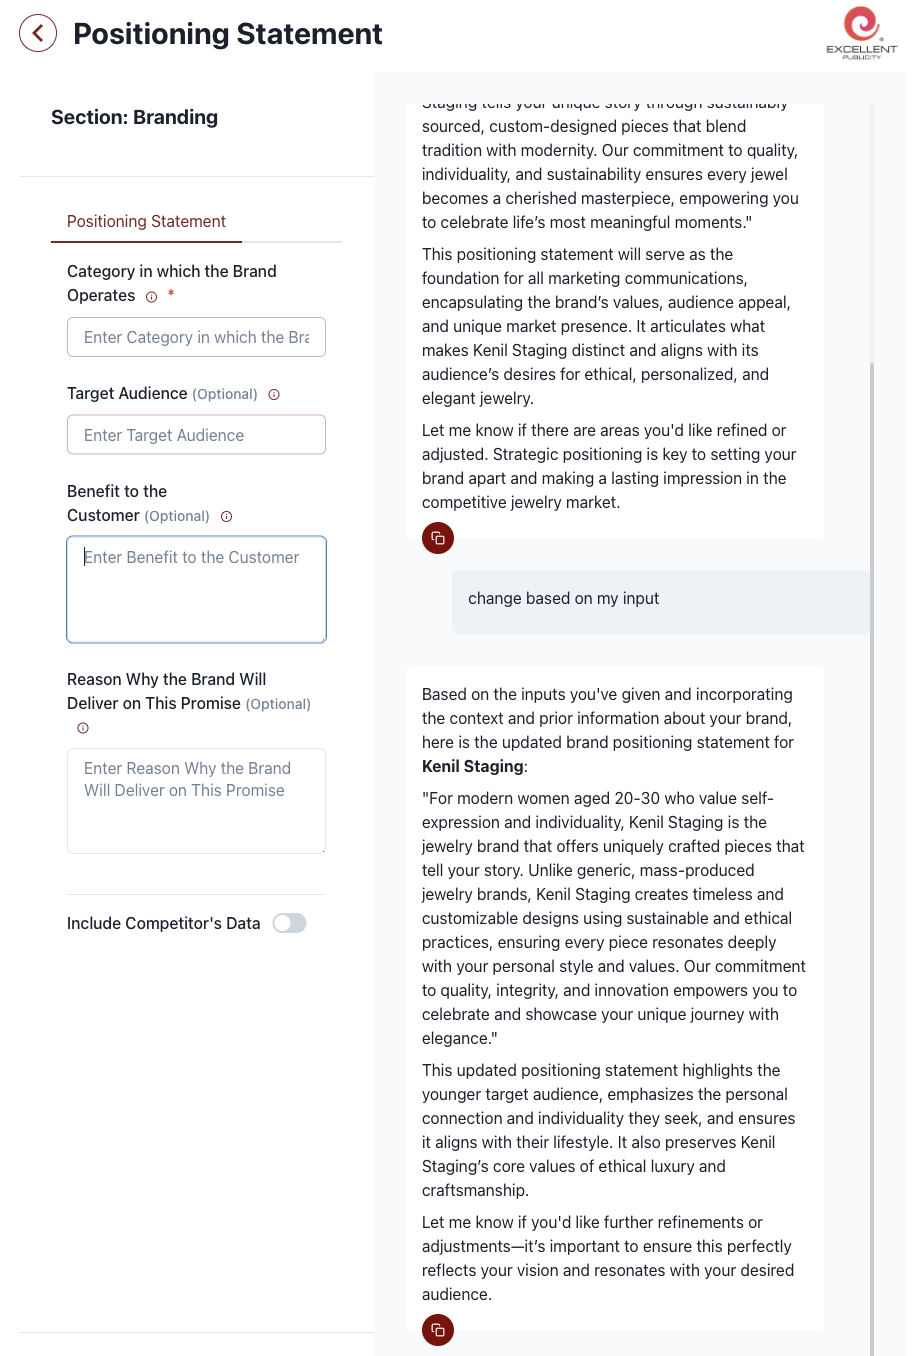 Positioning Statement
EXCELLENT
PUBLICITY
Section: Branding
Positioning Statement
Category in which the Brand
Operates *
Enter Category in which the Bra
Target Audience (Optional)
Enter Target Audience
Benefit to the
Customer (Optional)
Enter Benefit to the Customer
Reason Why the Brand Will
Deliver on This Promise (Optional)
Enter Reason Why the Brand
Will Deliver on This Promise
Include Competitor's Data
Staging tells your unique story through sustainably
sourced, custom-designed pieces that blend
tradition with modernity. Our commitment to quality,
individuality, and sustainability ensures every jewel
becomes a cherished masterpiece, empowering you
to celebrate life’s most meaningful moments."
This positioning statement will serve as the
foundation for all marketing communications,
encapsulating the brand’s values, audience appeal,
and unique market presence. It articulates what
makes Kenil Staging distinct and aligns with its
audience’s desires for ethical, personalized, and
elegant jewelry.
Let me know if there are areas you'd like refined or
adjusted. Strategic positioning is key to setting your
brand apart and making a lasting impression in the
competitive jewelry market.
change based on my input
Based on the inputs you've given and incorporating
the context and prior information about your brand,
here is the updated brand positioning statement for
Kenil Staging:
"For modern women aged 20-30 who value self-
expression and individuality, Kenil Staging is the
jewelry brand that offers uniquely crafted pieces that
tell your story. Unlike generic, mass-produced
jewelry brands, Kenil Staging creates timeless and
customizable designs using sustainable and ethical
practices, ensuring every piece resonates deeply
with your personal style and values. Our commitment
to quality, integrity, and innovation empowers you to
celebrate and showcase your unique journey with
elegance."
This updated positioning statement highlights the
younger target audience, emphasizes the personal
connection and individuality they seek, and ensures
it aligns with their lifestyle. It also preserves Kenil
Staging’s core values of ethical luxury and
craftsmanship.
Let me know if you'd like further refinements or
adjustments—it’s important to ensure this perfectly
reflects your vision and resonates with your desired
audience.